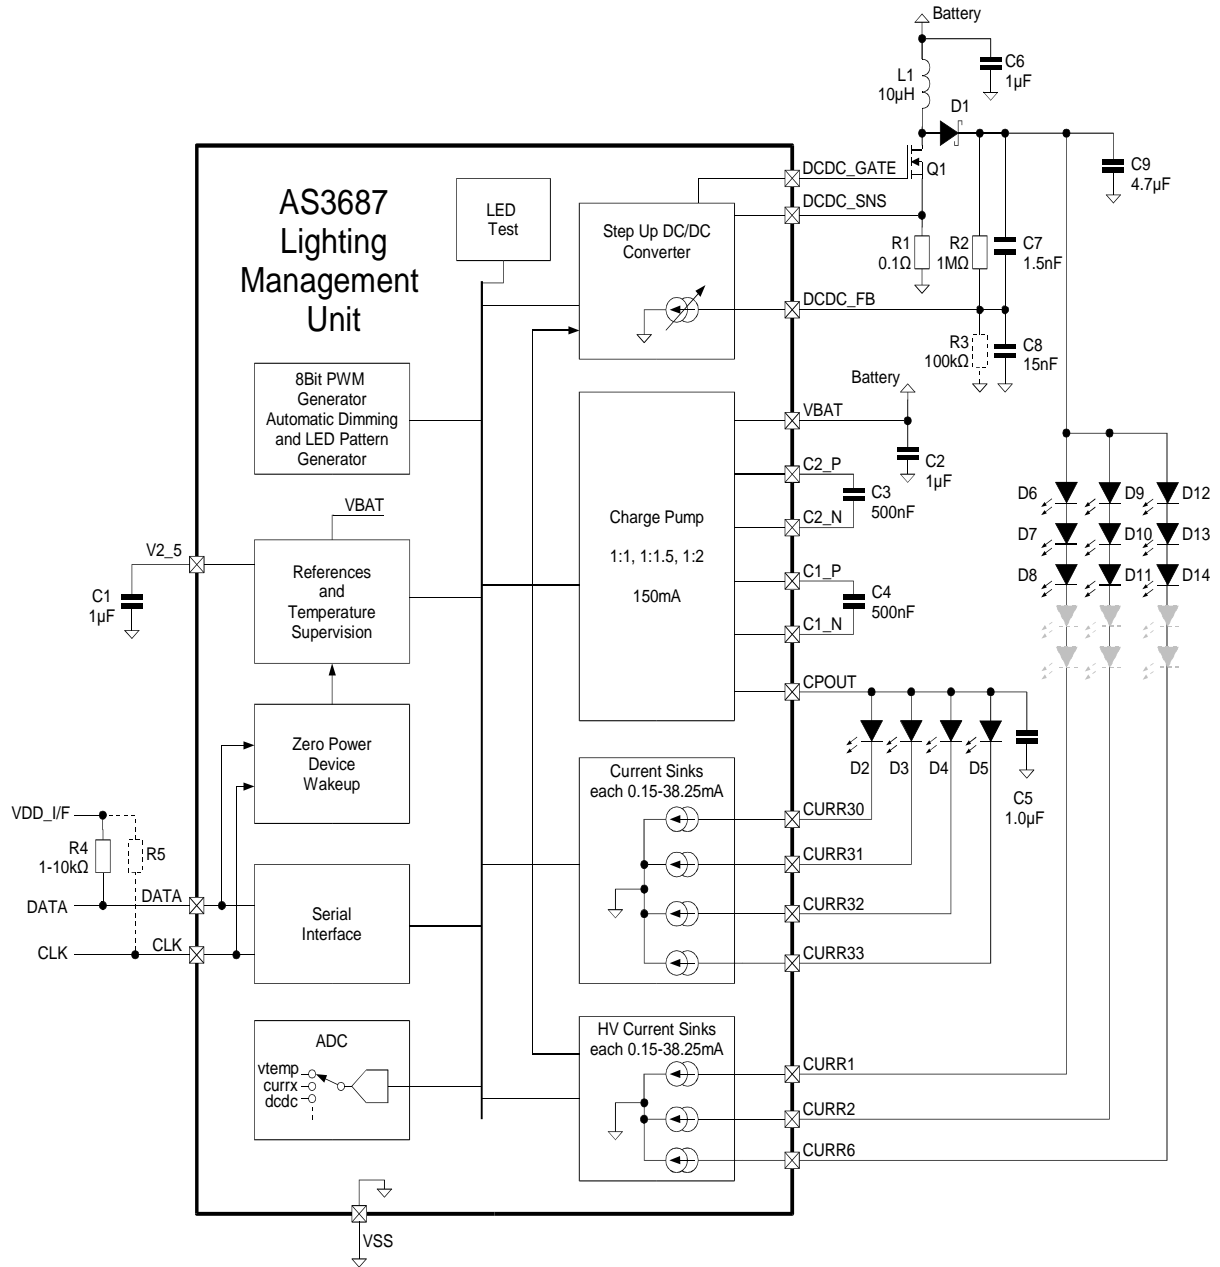 Battery
C6
1µF
L1
10µH
D1
DCDC_GATE
Q1
C9
4.7µF
AS3687
Lighting
Management
Unit
LED
Test
Step Up DC/DC
Converter
DCDC_SNS
R1
0.1Ω
R2
1MΩ
C7
1.5nF
DCDC_FB
R3
100kΩ
C8
15nF
8Bit PWM
Generator
Automatic Dimming
and LED Pattern
Generator
Battery
VBAT
C2
1µF
C2_P
C3
500nF
C2_N
Charge Pump
1:1, 1:1.5, 1:2
150mA
C1_P
C4
500nF
C1_N
CPOUT
D6
D9
D12
D7
D10
D13
D8
D11
D14
VBAT
V2_5
C1
1µF
References
and
Temperature
Supervision
Zero Power
Device
Wakeup
D2
D3
D4
D5
C5
1.0µF
Current Sinks
each 0.15-38.25mA
CURR30
CURR31
CURR32
CURR33
VDD_I/F
R4
1-10kΩ
R5
DATA
DATA
CLK
CLK
Serial
Interface
ADC
vtemp
currx
dcdc
HV Current Sinks
each 0.15-38.25mA
CURR1
CURR2
CURR6
VSS